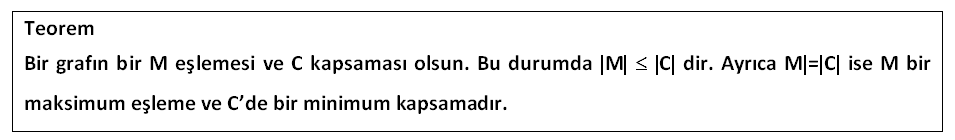 Teorem
Bir grafın bir M eşlemesi ve C kapsaması olsun. Bu durumda |M| ≤ |C| dir. Ayrıca M|=|C| ise M bir
maksimum eşleme ve C’de bir minimum kapsamadır.